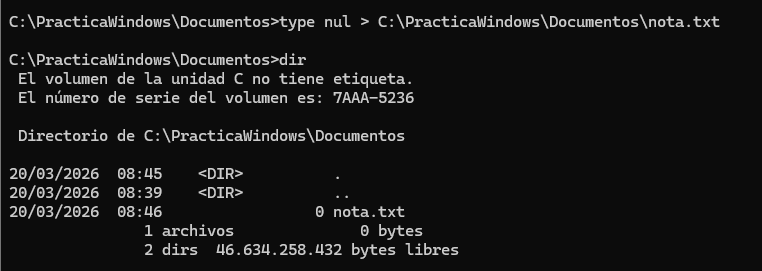 C:\PracticaWindows\Documentos>type nul > C:\PracticaWindows\Documentos\nota.txt
C:\PracticaWindows\Documentos>dir
El volumen de la unidad C no tiene etiqueta.
El número de serie del volumen es: 7AAA-5236
Directorio de C:\PracticaWindows\Documentos
20/03/2026  08:45    <DIR>          .
20/03/2026  08:39    <DIR>          ..
20/03/2026  08:46                 0 nota.txt
1 archivos              0 bytes
2 dirs  46.634.258.432 bytes libres